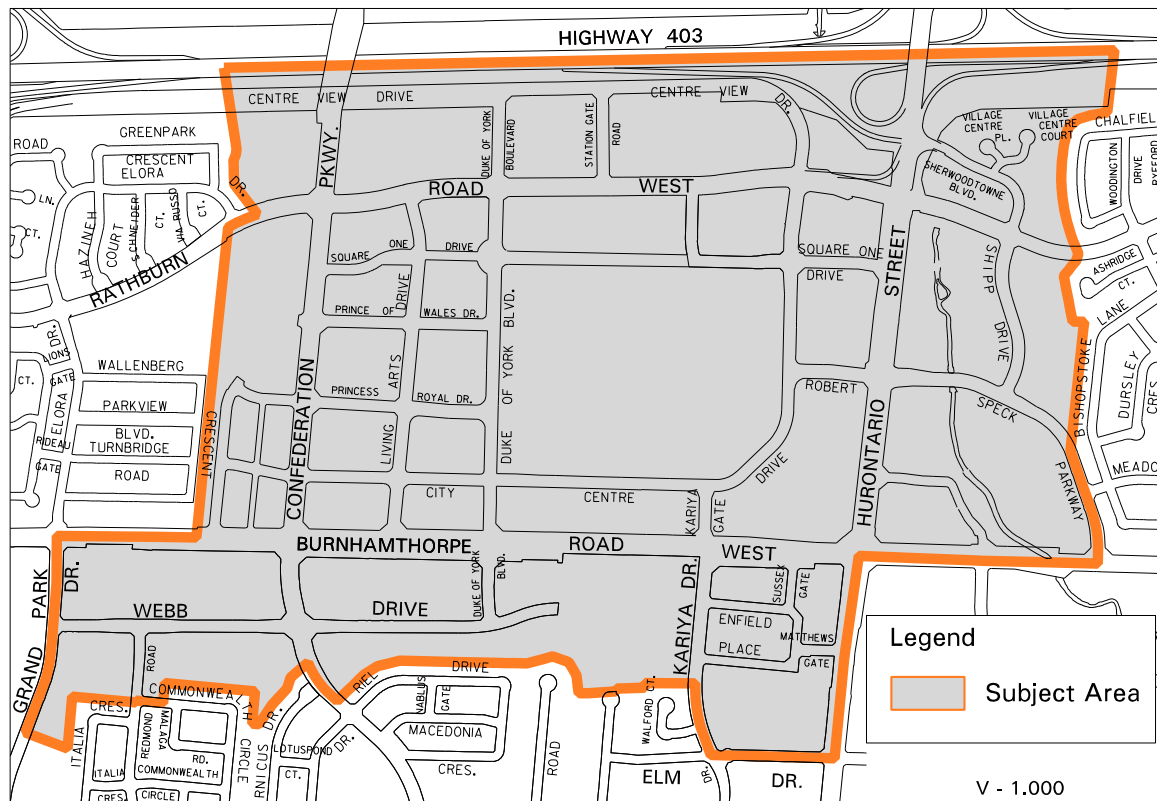 HIGHWAY 403
CENTRE VIEW DRIVE
CENTRE VIEW
DR.
DUKE OF YORK
BOULEVARD
STATION GATE
ROAD
VILLAGE
CENTRE
PL.
VILLAGE
CENTRE
COURT
CHALFIE
ROAD
GREENPARK
CRESCENT
ELORA
DR.
PKWY.
ROAD
WEST
SHERWOODTOWNE
BLVD.
WOODINGTON
DRIVE
RYEFORD
LN.
CT.
HAZINEH
COURT
SCHNEIDER
CT.
VIA RUSSO
CT.
RATHBURN
SQUARE ONE
DRIVE
SQUARE ONE
DRIVE
STREET
SHIPP
DRIVE
ASHRIDGE
CT.
LANE
PRINCE OF
WALES DR.
DRIVE
DUKE OF YORK BLVD.
DR.
LIONS
GATE
CT.
ELORA
WALLENBERG
PARKVIEW
BLVD.
TURNBRIDGE
ROAD
RIDEAU
GATE
CRESCENT
CONFEDERATION
PRINCESS
ROYAL DR.
ARTS
LIVING
ROBERT
SPECK
PARKWAY
BISHOPSTOKE
DURSLEY
CRES
MEADO
CITY
CENTRE
DRIVE
KARIYA
GATE
HURONTARIO
BURNHAMTHORPE
ROAD
WEST
GRAND PARK
DR.
WEBB
DRIVE
DUKE OF YORK
BLVD.
KARIYA DR.
SUSSEX
GATE
ENFIELD
PLACE
MATTHEWS
GATE
Legend
Subject Area
ROAD
COMMONWEALTH
CIRCLE
CRES.
ITALIA
REDMOND
MALAGA
RD.
COMMONWEALTH
ITALIA
CRES.
CIRCLE
DR.
LOTUSPOND
DR.
CT.
RIEL
DRIVE
NABLUS
GATE
MACEDONIA
CRES.
ROAD
WALFORD CT.
ELM
DR.
DR.
V - 1.000